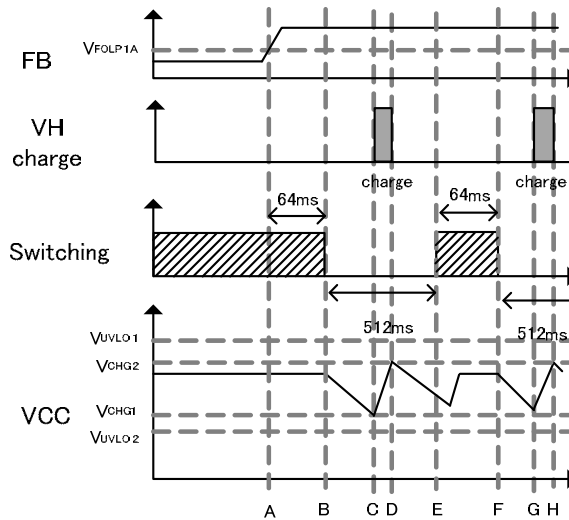 VFOLP1A
FB
VH
charge
charge
charge
64ms
64ms
Switching
512ms
512ms
VUVLO1
VCHG2
VCC
VCHG1
VUVLO2
A B C D E F G H